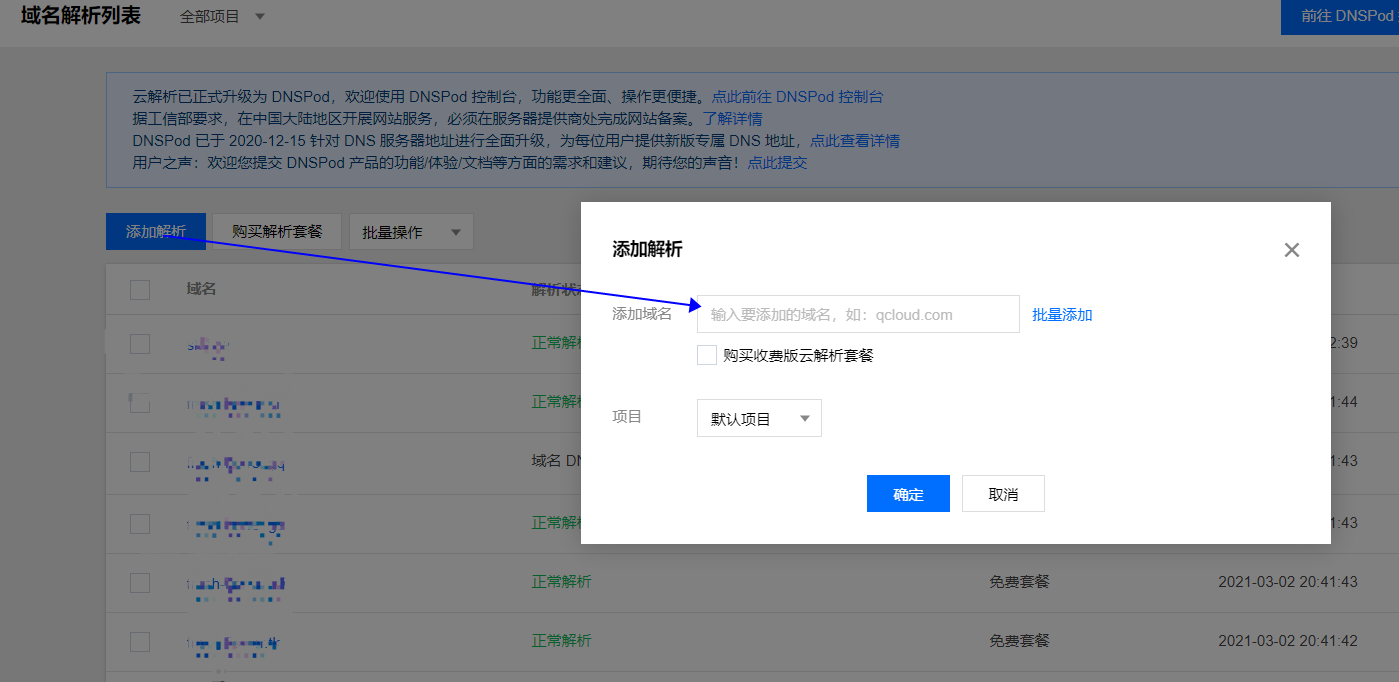 域名解析列表 全部项目
前往 DNSPod
云解析已正式升级为 DNSPod，欢迎使用 DNSPod 控制台，功能更全面、操作更便捷。点此前往 DNSPod 控制台
据工信部要求，在中国大陆地区开展网站服务，必须在服务器提供商处完成网站备案。了解详情
DNSPod 已于 2020-12-15 针对 DNS 服务器地址进行全面升级，为每位用户提供新版专属 DNS 地址，点此查看详情
用户之声：欢迎您提交 DNSPod 产品的功能/体验/文档等方面的需求和建议，期待您的声音！点此提交
添加解析 购买解析套餐 批量操作
域名 解析状
正常解
2:39
正常解
1:44
域名 DN
1:43
正常解
1:43
正常解析 免费套餐 2021-03-02 20:41:43
正常解析 免费套餐 2021-03-02 20:41:42
添加解析
添加域名 输入要添加的域名，如：qcloud.com 批量添加
购买收费版云解析套餐
项目 默认项目
确定 取消